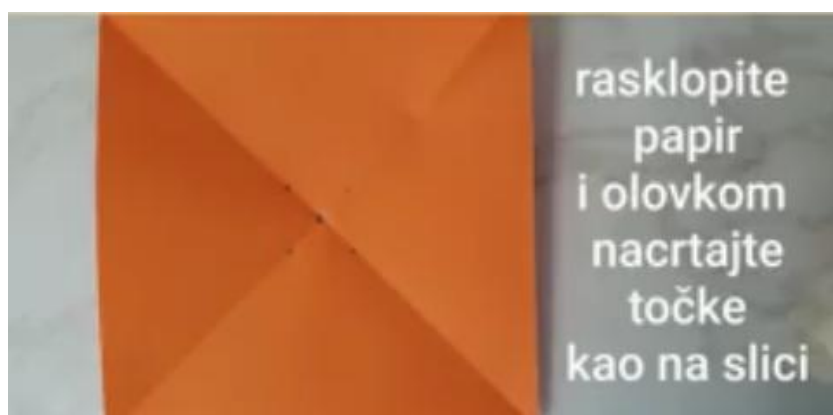 rasklopite
papir
i olovkom
nacrtajte
točke
kao na slici